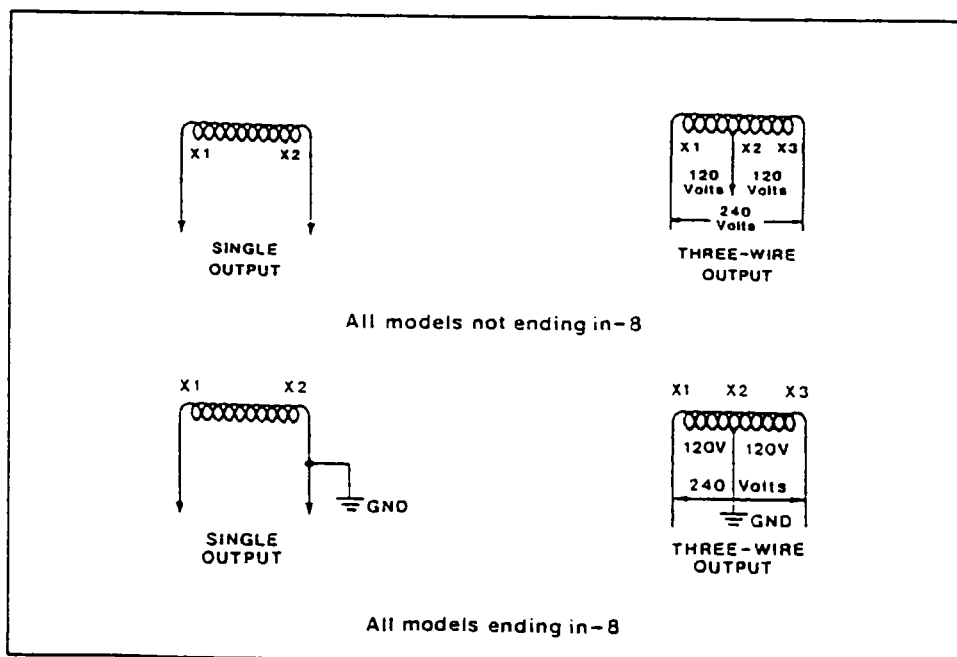 X1 X2
SINGLE
OUTPUT
X1 X2 X3
120 120
Volts Volts
240
Volts
THREE-WIRE
OUTPUT
All models not ending in-8
X1 X2
GND
SINGLE
OUTPUT
X1 X2 X3
120V 120V
240 Volts
GND
THREE-WIRE
OUTPUT
All models ending in-8